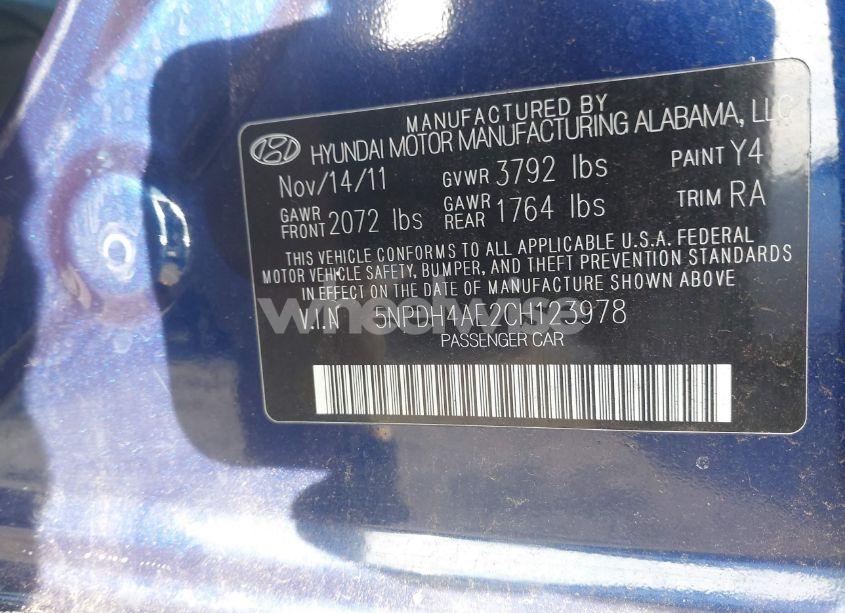 MANUFACTURED BY
HYUNDAI MOTOR MANUFACTURING ALABAMA, LLC
Nov/14/11 GVWR 3792 lbs PAINT Y4
GAWR FRONT 2072 lbs GAWR REAR 1764 lbs TRIM RA
THIS VEHICLE CONFORMS TO ALL APPLICABLE U.S.A. FEDERAL
MOTOR VEHICLE SAFETY, BUMPER, AND THEFT PREVENTION STANDARDS
IN EFFECT ON THE DATE OF MANUFACTURE SHOWN ABOVE
V.I.N 5NPDH4AE2CH123978
PASSENGER CAR